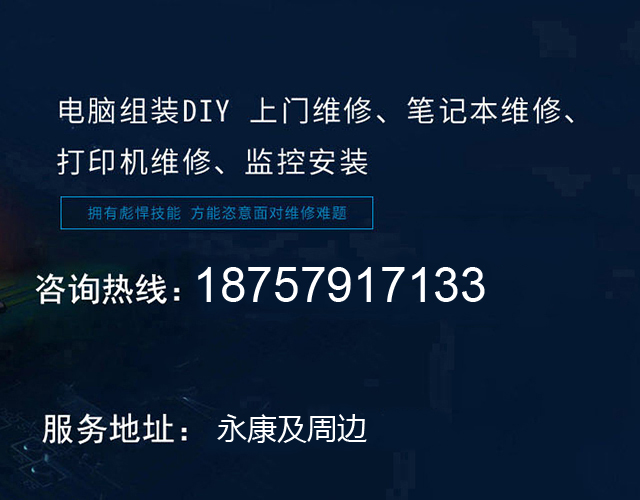 电脑组装DIY 上门维修、笔记本维修、
打印机维修、监控安装
拥有彪悍技能 方能恣意面对维修难题
咨询热线：18757917133
服务地址： 永康及周边